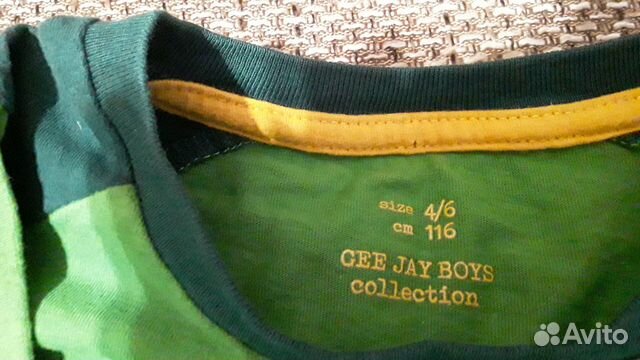 size 4/6
cm 116
GEE JAY BOYS
collection
Avito